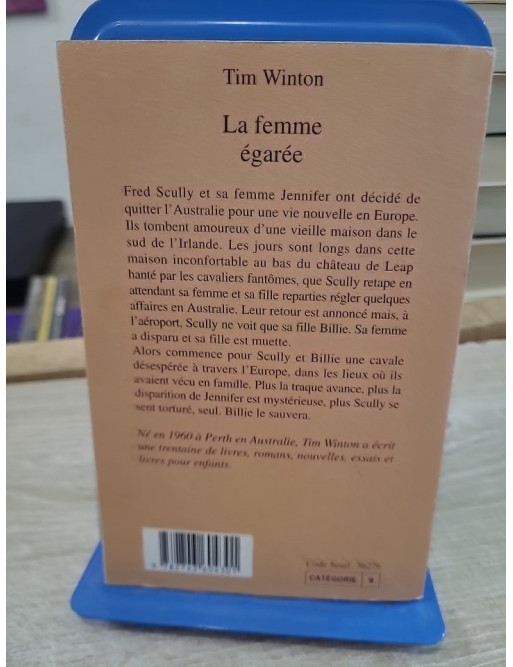 Tim Winton
La femme
égarée
Fred Scully et sa femme Jennifer ont décidé de
quitter l'Australie pour une vie nouvelle en Europe.
Ils tombent amoureux d'une vieille maison dans le
sud de l'Irlande. Les jours sont longs dans cette
maison inconfortable au bas du château de Leap
hanté par les cavaliers fantômes, que Scully retape en
attendant sa femme et sa fille reparties régler quelques
affaires en Australie. Leur retour est annoncé mais, à
l'aéroport, Scully ne voit que sa fille Billie. Sa femme
a disparu et sa fille est muette.
Alors commence pour Scully et Billie une cavale
désespérée à travers l'Europe, dans les lieux où ils
avaient vécu en famille. Plus la traque avance, plus la
disparition de Jennifer est mystérieuse, plus Scully se
sent torturé, seul. Billie le sauvera.
Né en 1960 à Perth en Australie, Tim Winton a écrit
une trentaine de livres, romans, nouvelles, essais et
livres pour enfants.
Code Seuil
CATÉGORIE